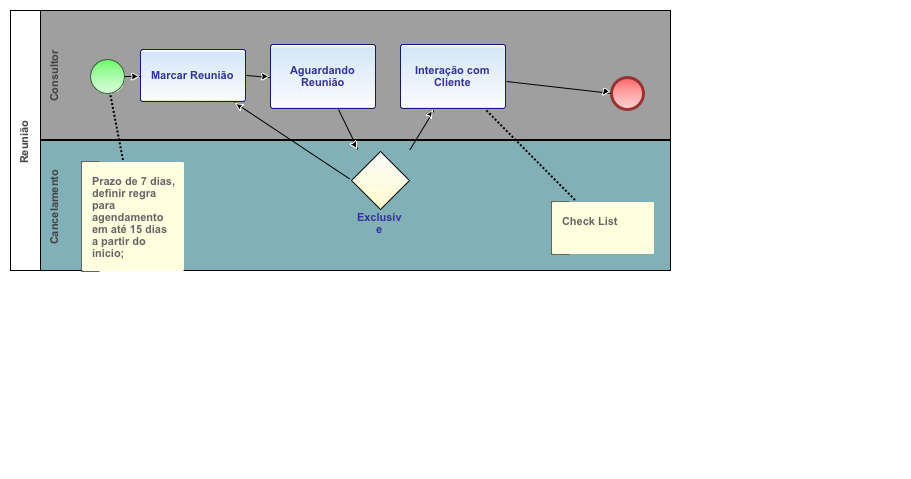 Reunião
Consultor
Marcar Reunião
Aguardando
Reunião
Interação com
Cliente
Cancelamento
Prazo de 7 dias,
definir regra
para
agendamento
em até 15 dias
a partir do
inicio;
Exclusiv
e
Check List